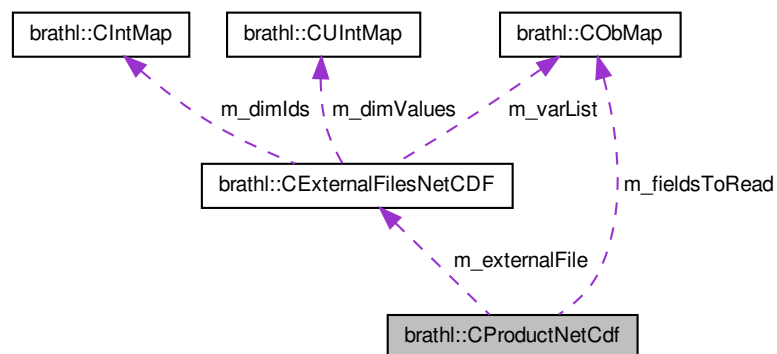 brathl::CIntMap
brathl::CUIntMap
brathl::CObMap
m_dimIds
m_dimValues
m_varList
brathl::CExternalFilesNetCDF
m_fieldsToRead
m_externalFile
brathl::CProductNetCdf